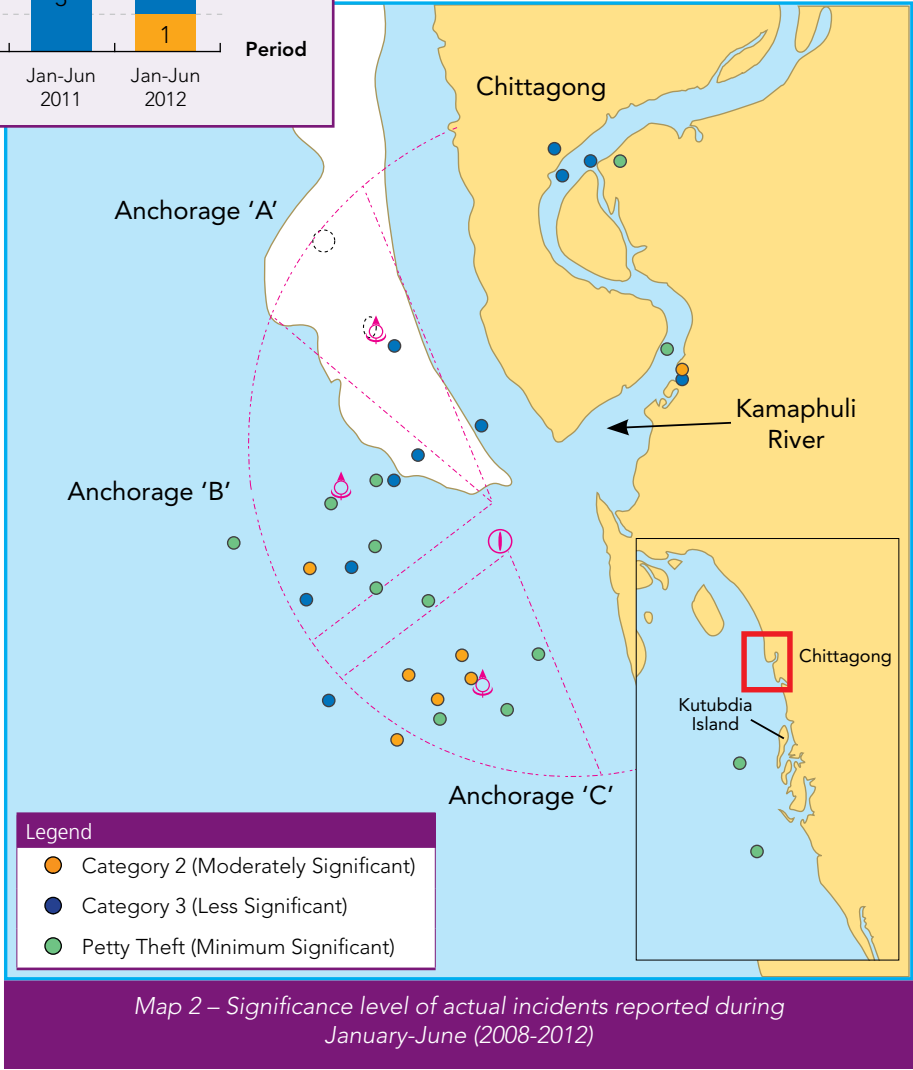 1
Period
Jan-Jun
2011
Jan-Jun
2012
Chittagong
Anchorage ‘A’
Kamaphuli
River
Anchorage ‘B’
Chittagong
Kutubdia
Island
Anchorage ‘C’
Legend
Category 2 (Moderately Significant)
Category 3 (Less Significant)
Petty Theft (Minimum Significant)
Map 2 – Significance level of actual incidents reported during
January-June (2008-2012)